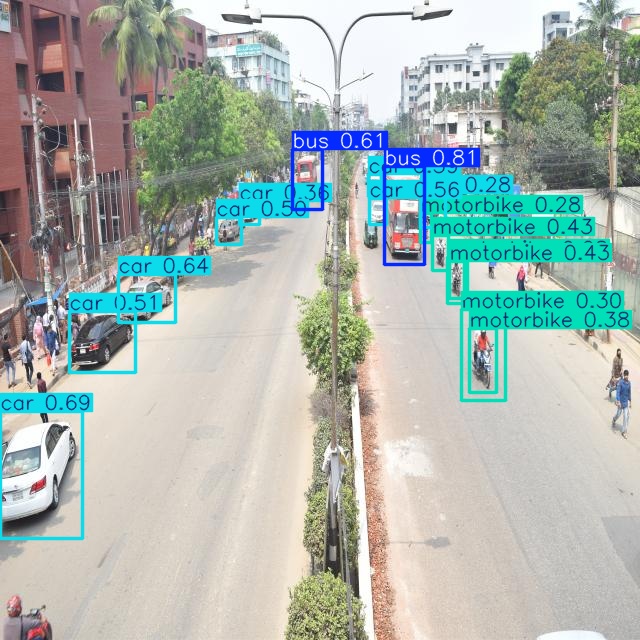 bus 0.61
bus 0.81
car 0.36
car 0.56
0.28
car 0.50
motorbike 0.28
motorbike 0.43
motorbike 0.43
car 0.64
car 0.51
motorbike 0.30
motorbike 0.38
car 0.69